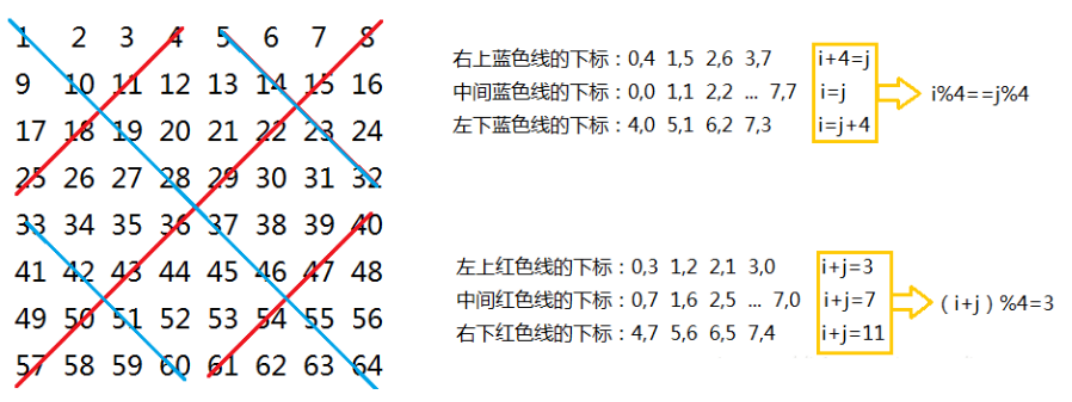 1 2 3 4 5 6 7 8
9 10 11 12 13 14 15 16
17 18 19 20 21 22 23 24
25 26 27 28 29 30 31 32
33 34 35 36 37 38 39 40
41 42 43 44 45 46 47 48
49 50 51 52 53 54 55 56
57 58 59 60 61 62 63 64
右上蓝色线的下标：0,4 1,5 2,6 3,7 i+4=j
中间蓝色线的下标：0,0 1,1 2,2 ... 7,7 i=j
左下蓝色线的下标：4,0 5,1 6,2 7,3 i=j+4
i%4==j%4
左上红色线的下标：0,3 1,2 2,1 3,0 i+j=3
中间红色线的下标：0,7 1,6 2,5 ... 7,0 i+j=7
右下红色线的下标：4,7 5,6 6,5 7,4 i+j=11
（i+j）%4=3